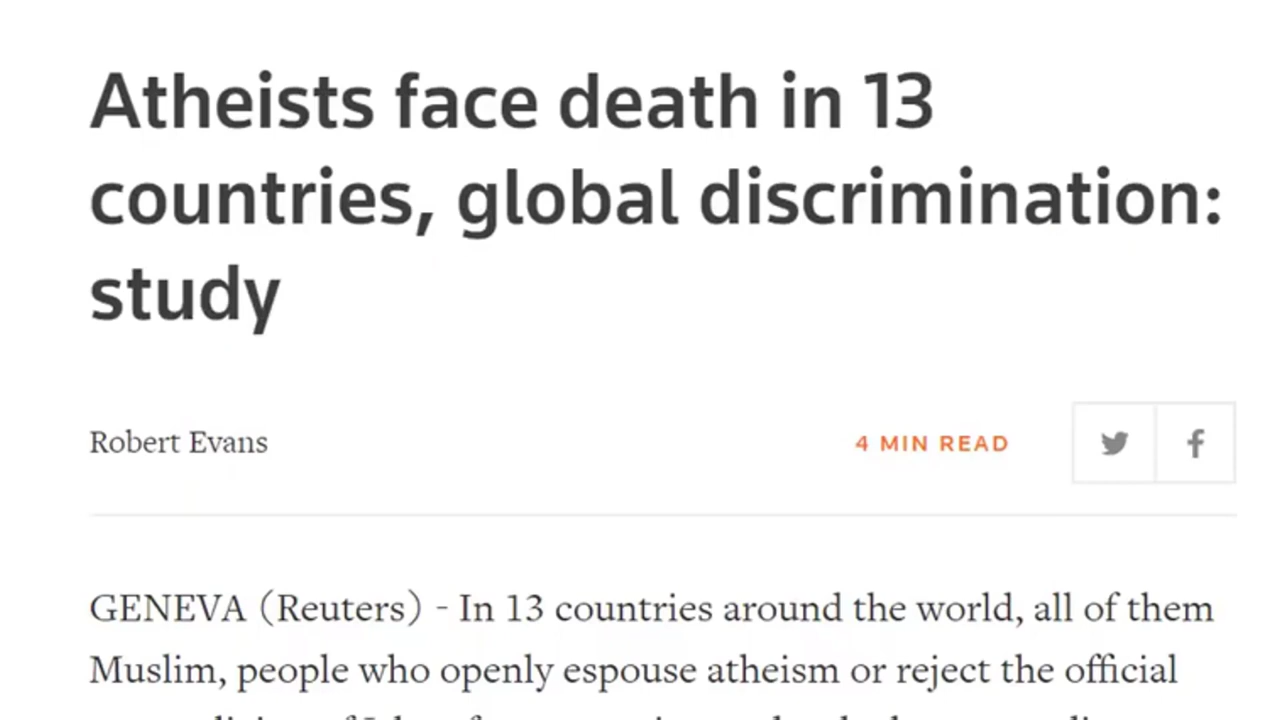 Atheists face death in 13
countries, global discrimination:
study
Robert Evans
4 MIN READ
GENEVA (Reuters) - In 13 countries around the world, all of them
Muslim, people who openly espouse atheism or reject the official